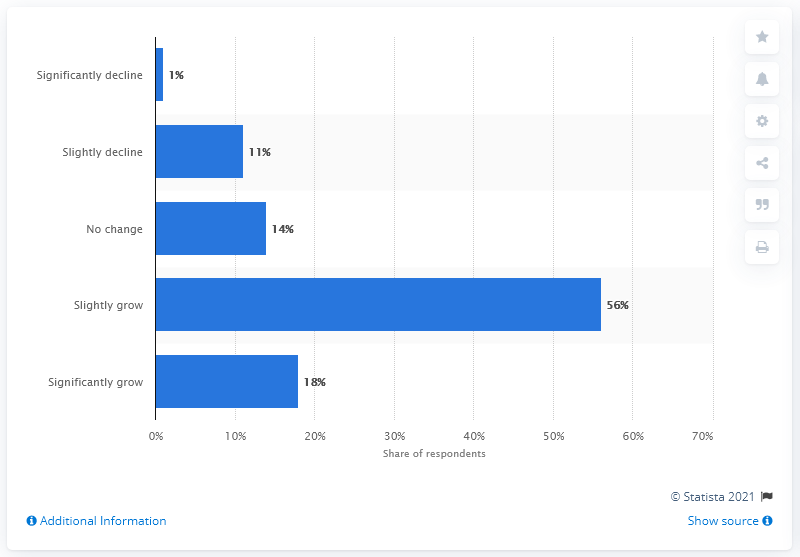 Significantly decline 1%
Slightly decline 11%
No change 14%
Slightly grow 56%
Significantly grow 18%
0% 10% 20% 30% 40% 50% 60% 70%
Share of respondents
© Statista 2021
Additional Information Show source